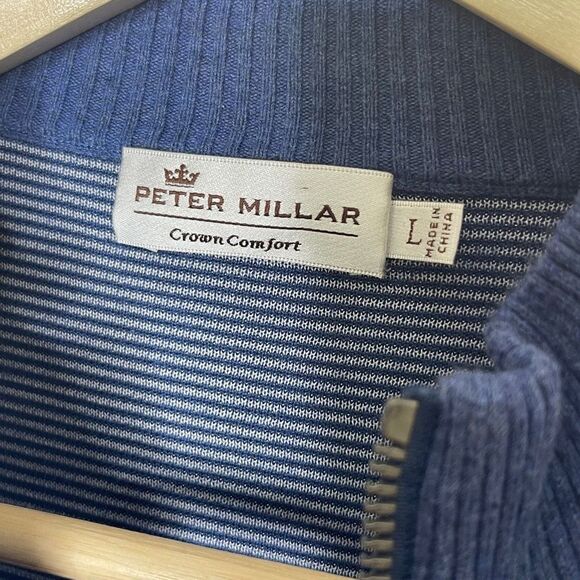 PETER MILLAR
Crown Comfort
L
MADE IN
CHINA